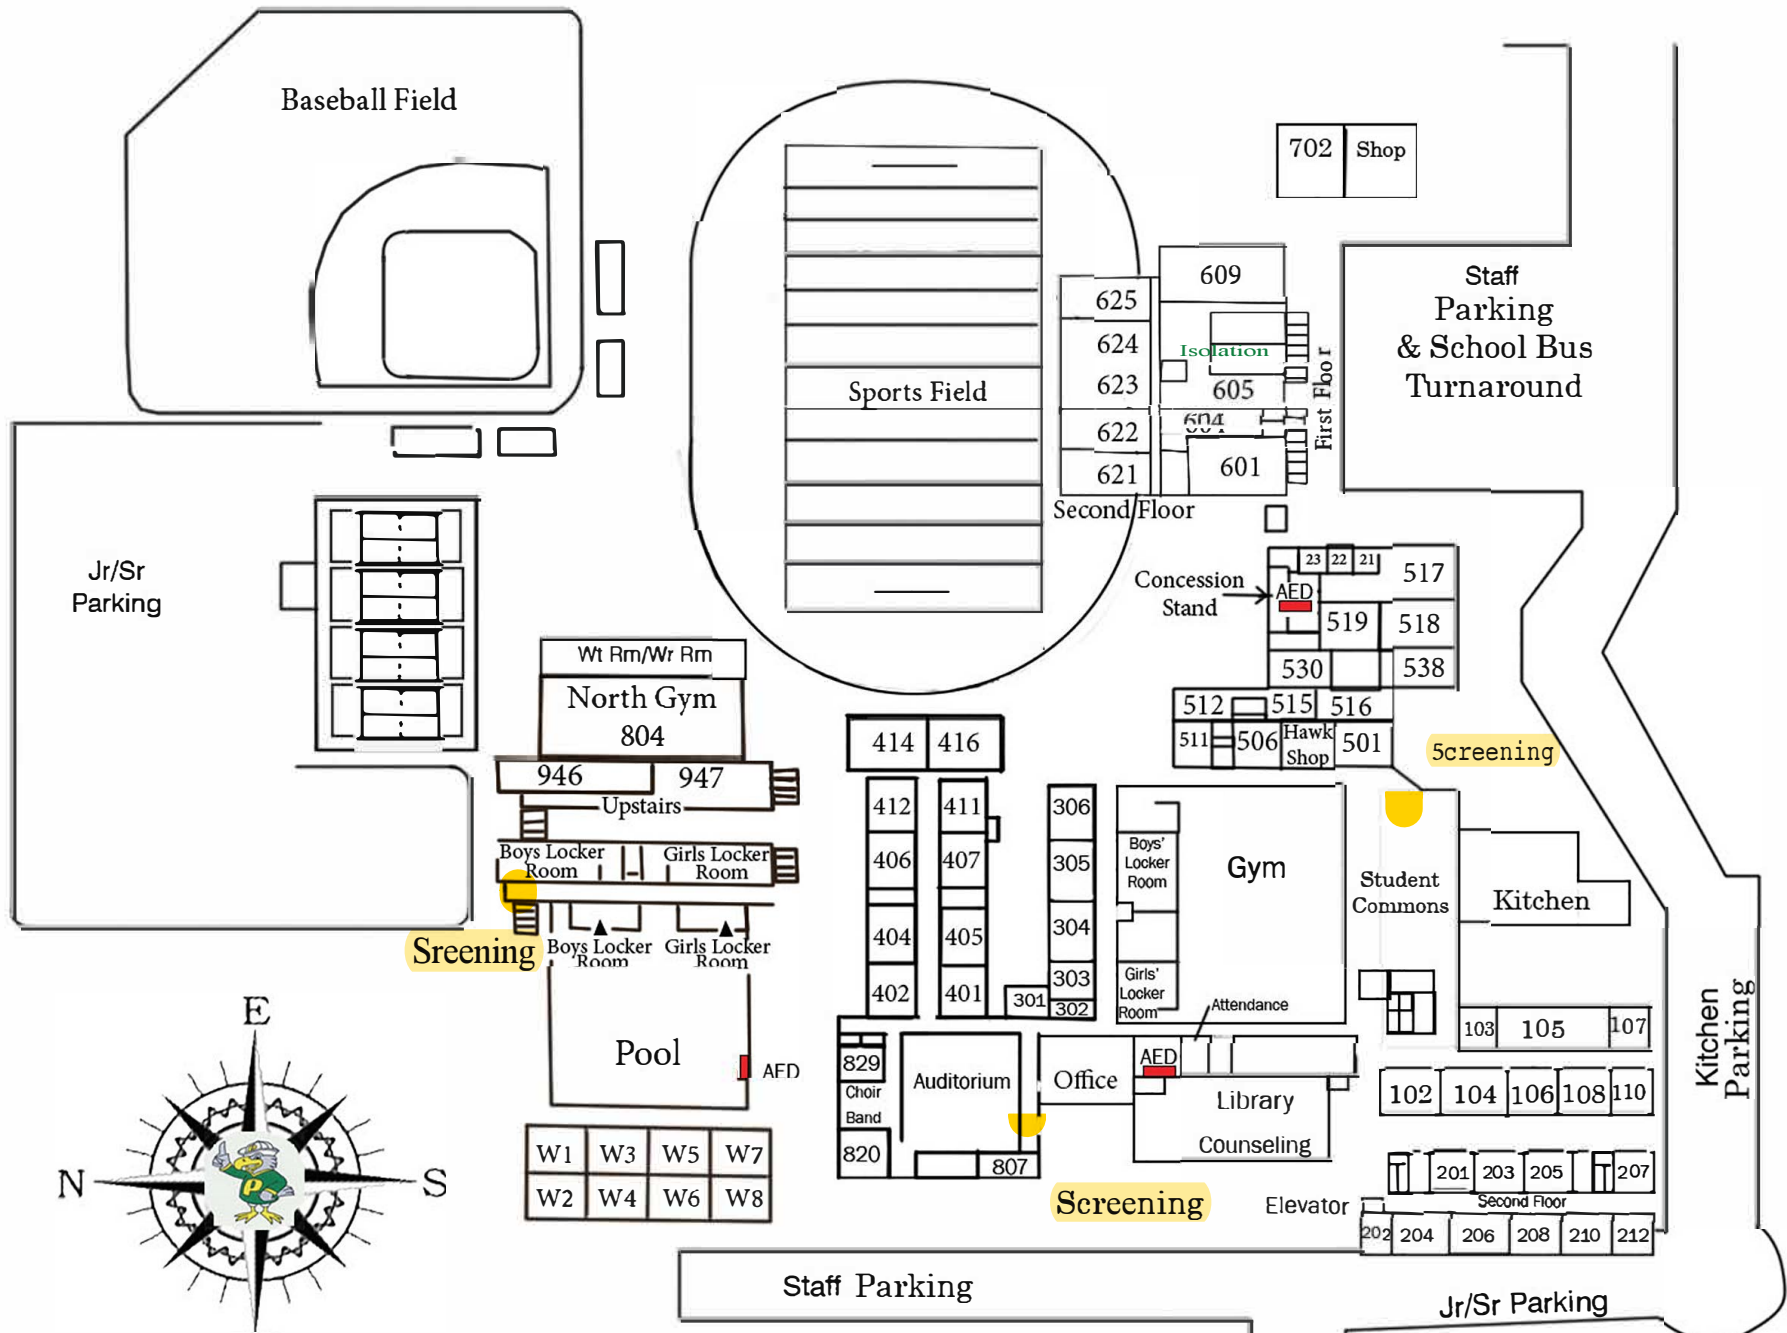 Baseball Field
702 Shop
609
625
624
Isolation
623
605
Sports Field
622
604
621
601
First Floor
Second Floor
Staff
Parking
& School Bus
Turnaround
Jr/Sr
Parking
Concession
Stand
AED
23 22 21
517
519
518
530
538
512
515
516
511
506
Hawk
Shop
501
5creening
Wt Rm/Wr Rm
North Gym
804
946
947
Upstairs
Boys Locker
Room
Girls Locker
Room
Sreening
Boys Locker
Room
Girls Locker
Room
Pool
AED
414 416
412
411
306
406
407
305
404
405
304
402
401
303
301
302
Boys'
Locker
Room
Gym
Girls'
Locker
Room
Attendance
Student
Commons
Kitchen
103 105 107
102 104 106 108 110
201 203 205 207
Second Floor
Elevator
202 204 206 208 210 212
Kitchen
Parking
829
Choir
Band
820
Auditorium
807
Office
AED
Library
Counseling
Screening
W1 W3 W5 W7
W2 W4 W6 W8
E
N
S
P
Staff Parking
Jr/Sr Parking